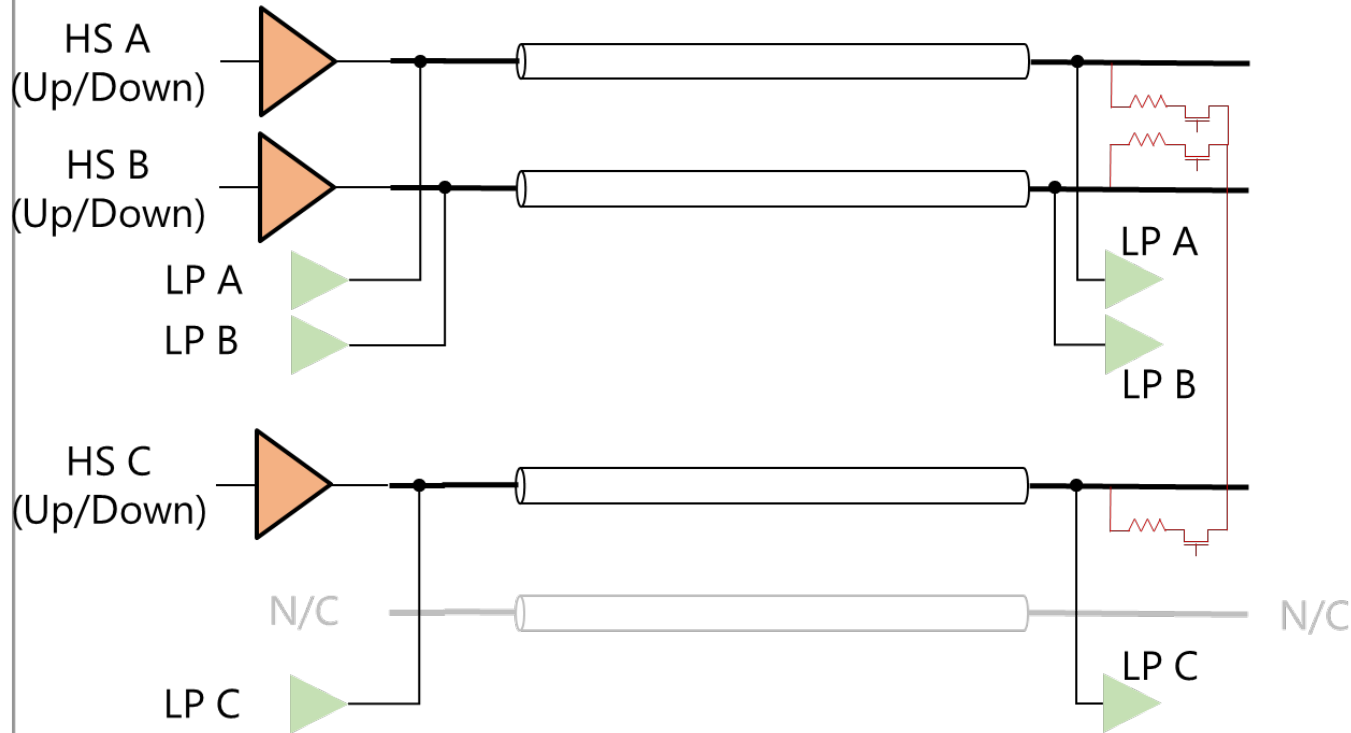 HS A
(Up/Down)
HS B
(Up/Down)
LP A
LP A
LP B
LP B
HS C
(Up/Down)
N/C
N/C
LP C
LP C